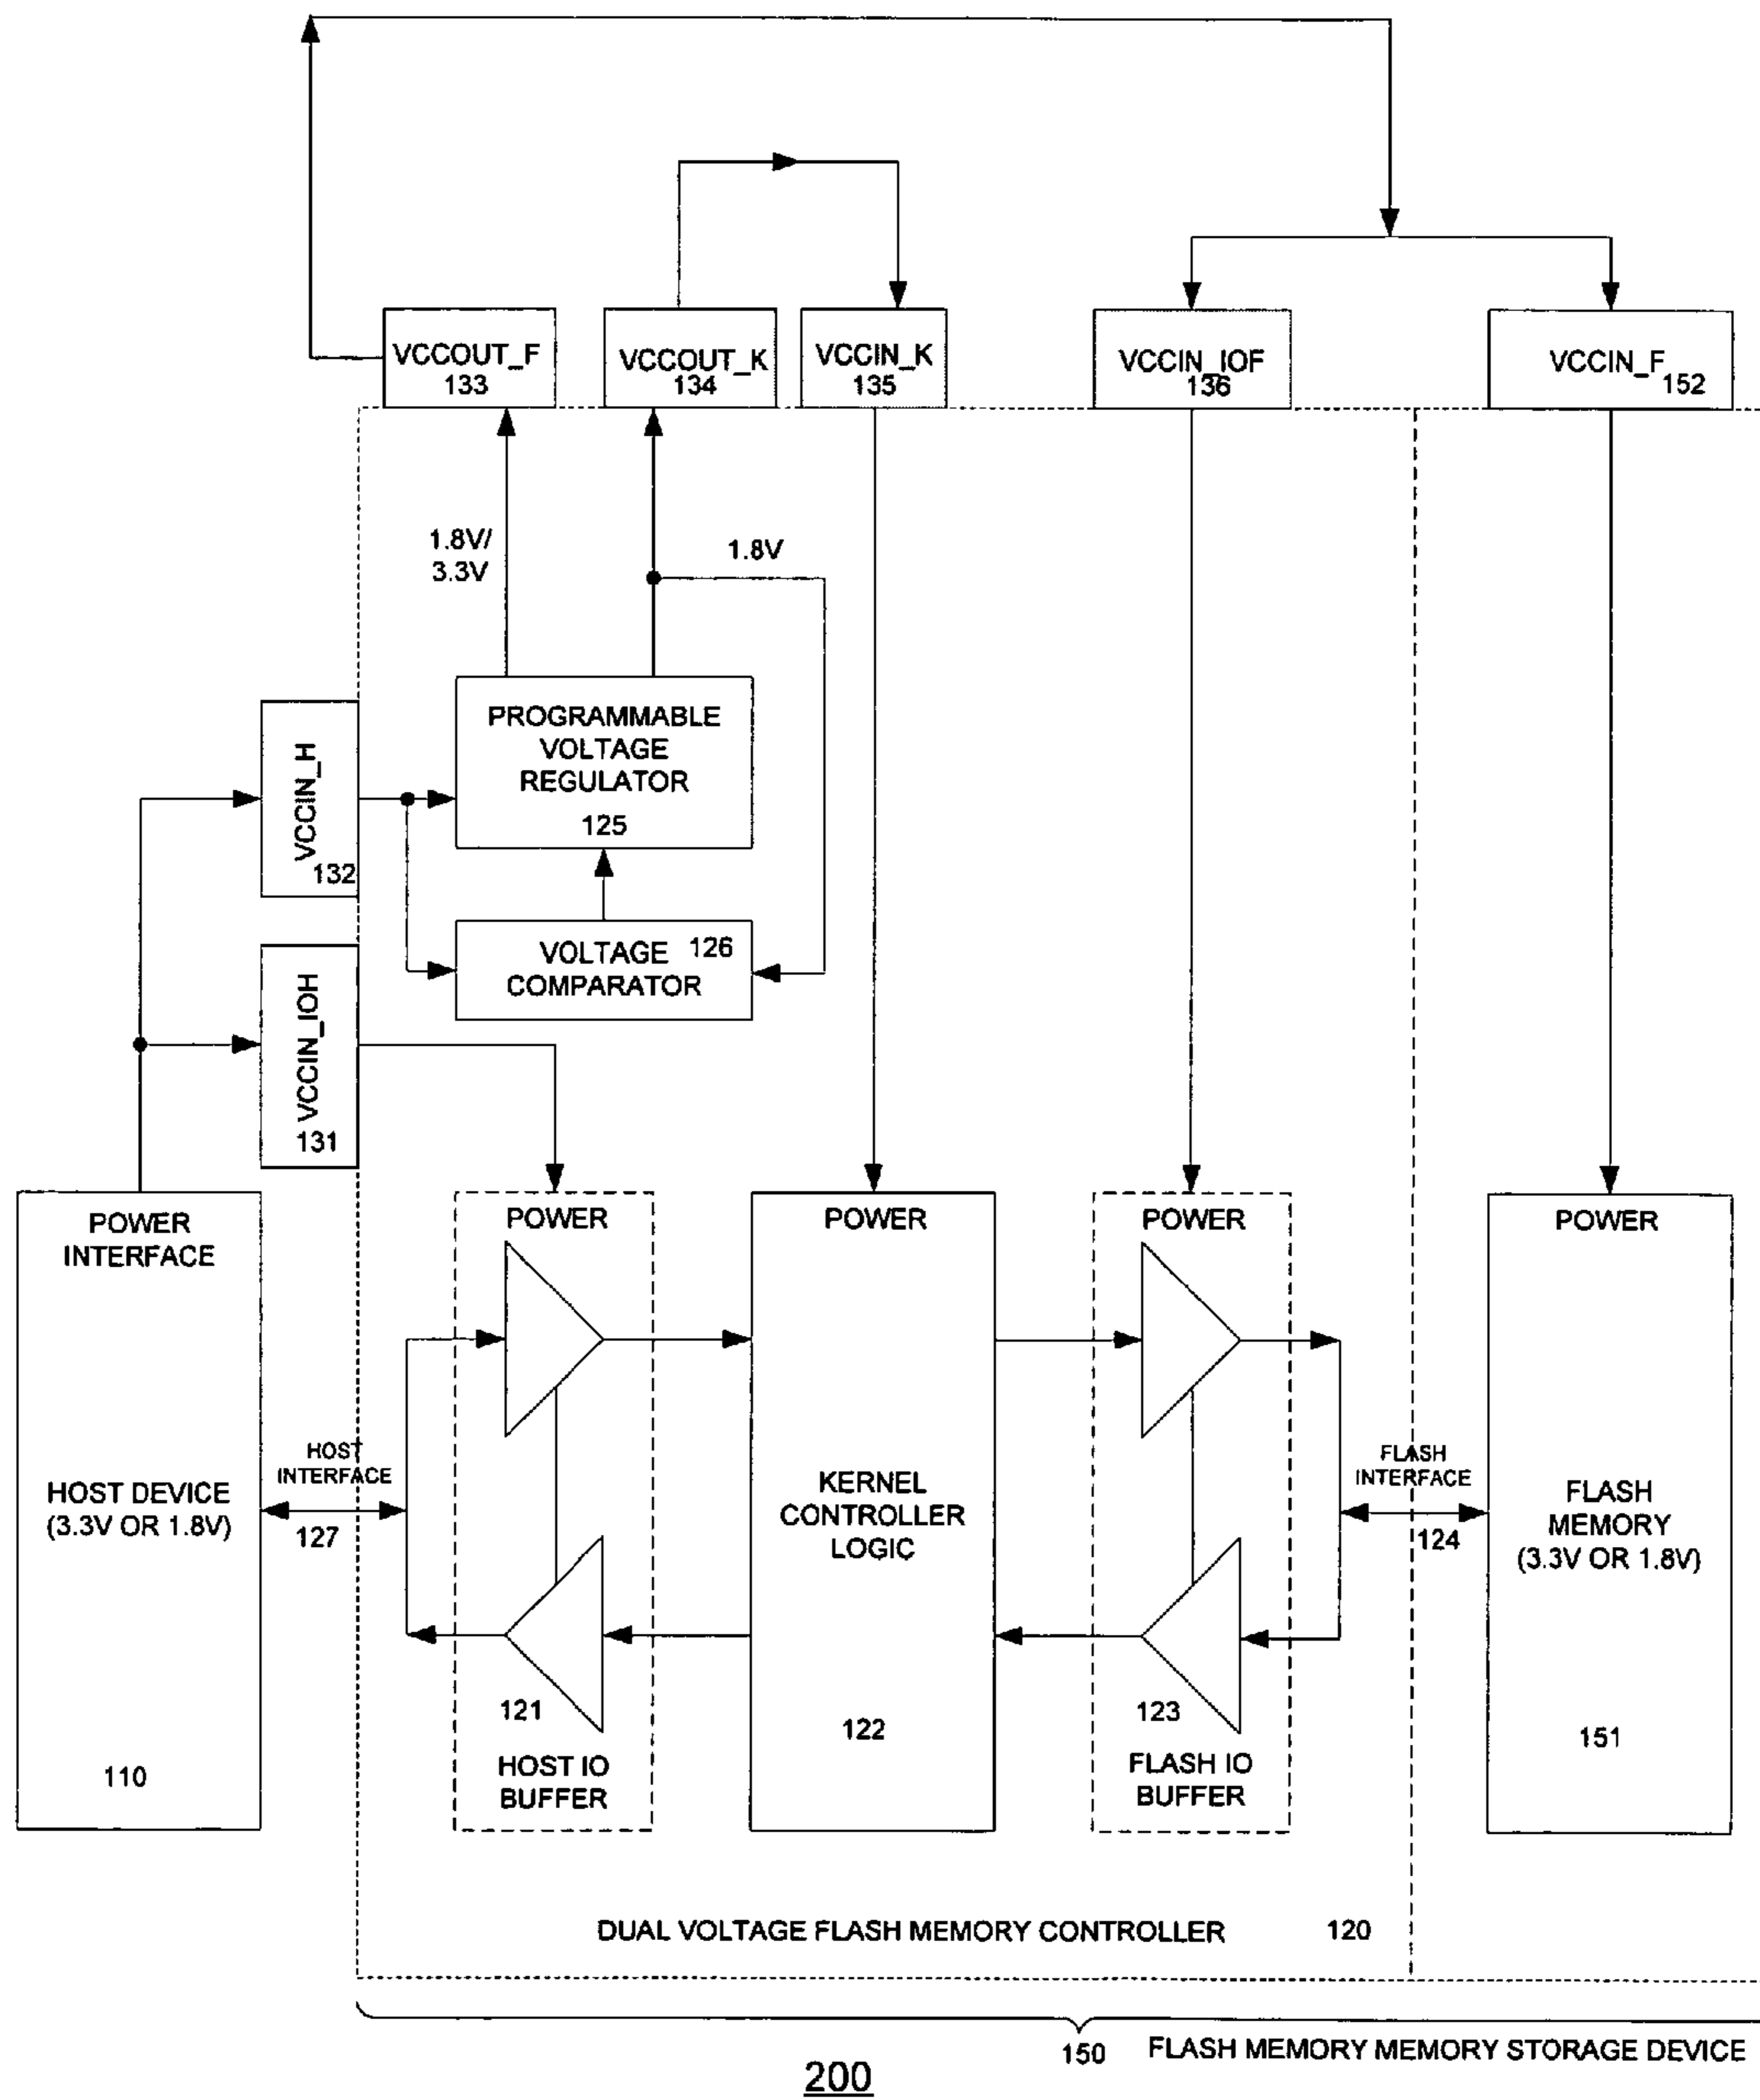 VCCOUT_F
133
VCCOUT_K
134
VCCIN_K
135
VCCIN_IOF
136
VCCIN_F
152
1.8V/
3.3V
1.8V
PROGRAMMABLE
VOLTAGE
REGULATOR
125
VCCIN_H
132
VOLTAGE
COMPARATOR
126
VCCIN_IOH
131
POWER
INTERFACE
HOST DEVICE
(3.3V OR 1.8V)
110
HOST
INTERFACE
127
POWER
121
HOST IO
BUFFER
POWER
KERNEL
CONTROLLER
LOGIC
122
POWER
123
FLASH IO
BUFFER
FLASH
INTERFACE
124
POWER
FLASH
MEMORY
(3.3V OR 1.8V)
151
DUAL VOLTAGE FLASH MEMORY CONTROLLER 120
150 FLASH MEMORY MEMORY STORAGE DEVICE
200